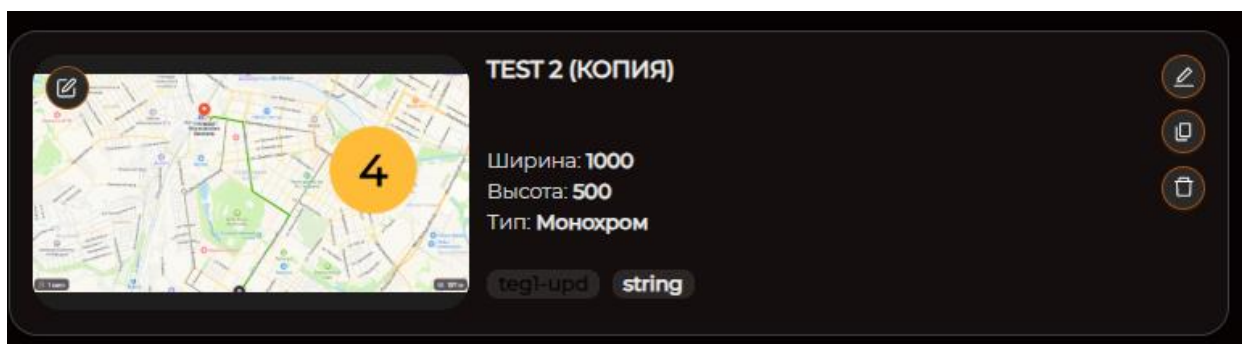 TEST 2 (КОПИЯ)
4
Ширина: 1000
Высота: 500
Тип: Монохром
teg1-upd string